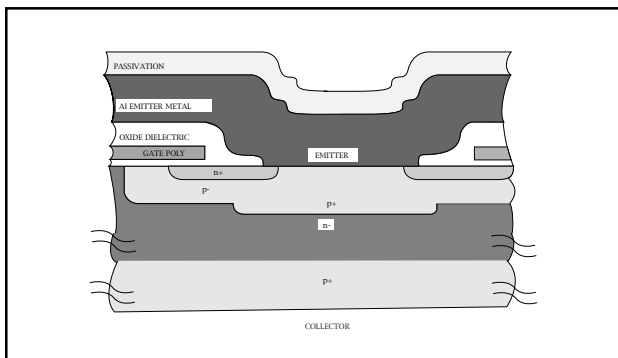 PASSIVATION
Al EMITTER METAL
OXIDE DIELECTRIC
GATE POLY
EMITTER
n+
p-
p+
n-
p+
COLLECTOR